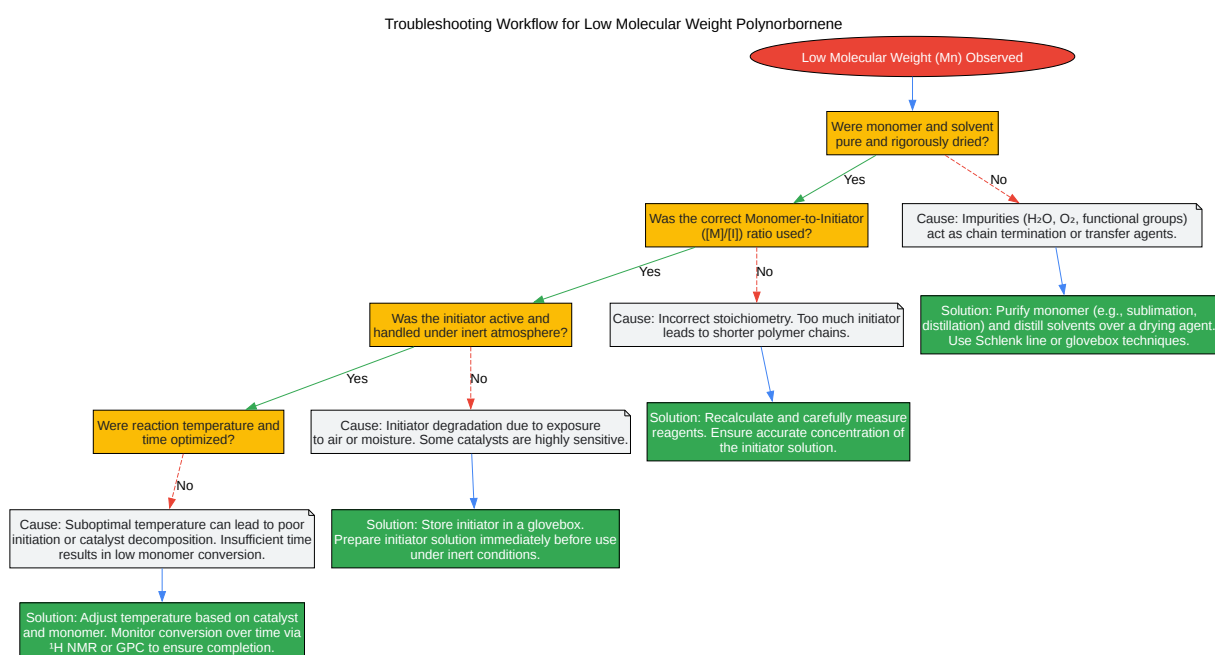 Troubleshooting Workflow for Low Molecular Weight Polynorbornene
Low Molecular Weight (Mn) Observed
Were monomer and solvent
pure and rigorously dried?
Yes
No
Was the correct Monomer-to-Initiator
([M]/[I]) ratio used?
Cause: Impurities (H₂O, O₂, functional groups)
act as chain termination or transfer agents.
Yes
No
Solution: Purify monomer (e.g., sublimation,
distillation) and distill solvents over a drying agent.
Use Schlenk line or glovebox techniques.
Was the initiator active and
handled under inert atmosphere?
Cause: Incorrect stoichiometry. Too much initiator
leads to shorter polymer chains.
Yes
No
Solution: Recalculate and carefully measure
reagents. Ensure accurate concentration of
the initiator solution.
Were reaction temperature and
time optimized?
Cause: Initiator degradation due to exposure
to air or moisture. Some catalysts are highly sensitive.
No
Cause: Suboptimal temperature can lead to poor
initiation or catalyst decomposition. Insufficient time
results in low monomer conversion.
Solution: Store initiator in a glovebox.
Prepare initiator solution immediately before use
under inert conditions.
Solution: Adjust temperature based on catalyst
and monomer. Monitor conversion over time via
¹H NMR or GPC to ensure completion.